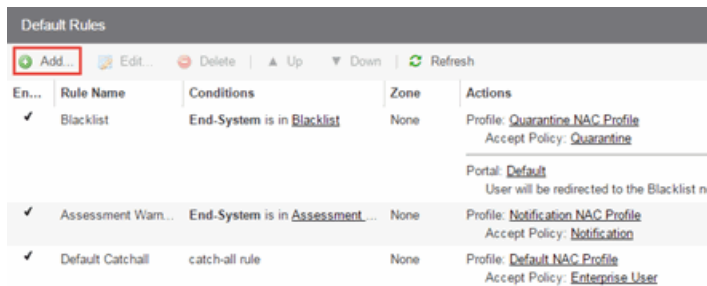 Default Rules
Add... Edit... Delete | Up Down | Refresh
En... Rule Name Conditions Zone Actions
Blacklist End-System is in Blacklist None Profile: Quarantine NAC Profile
Accept Policy: Quarantine
Portal: Default
User will be redirected to the Blacklist n
Assessment Warn... End-System is in Assessment ... None Profile: Notification NAC Profile
Accept Policy: Notification
Default Catchall catch-all rule None Profile: Default NAC Profile
Accept Policy: Enterprise User